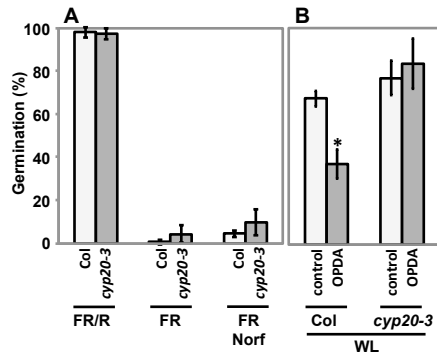 A
B
Germination (%)
100
80
60
40
20
0
*
Col
cyp20-3
Col
cyp20-3
Col
cyp20-3
control
OPDA
control
OPDA
FR/R
FR
FR
Norf
Col
cyp20-3
WL